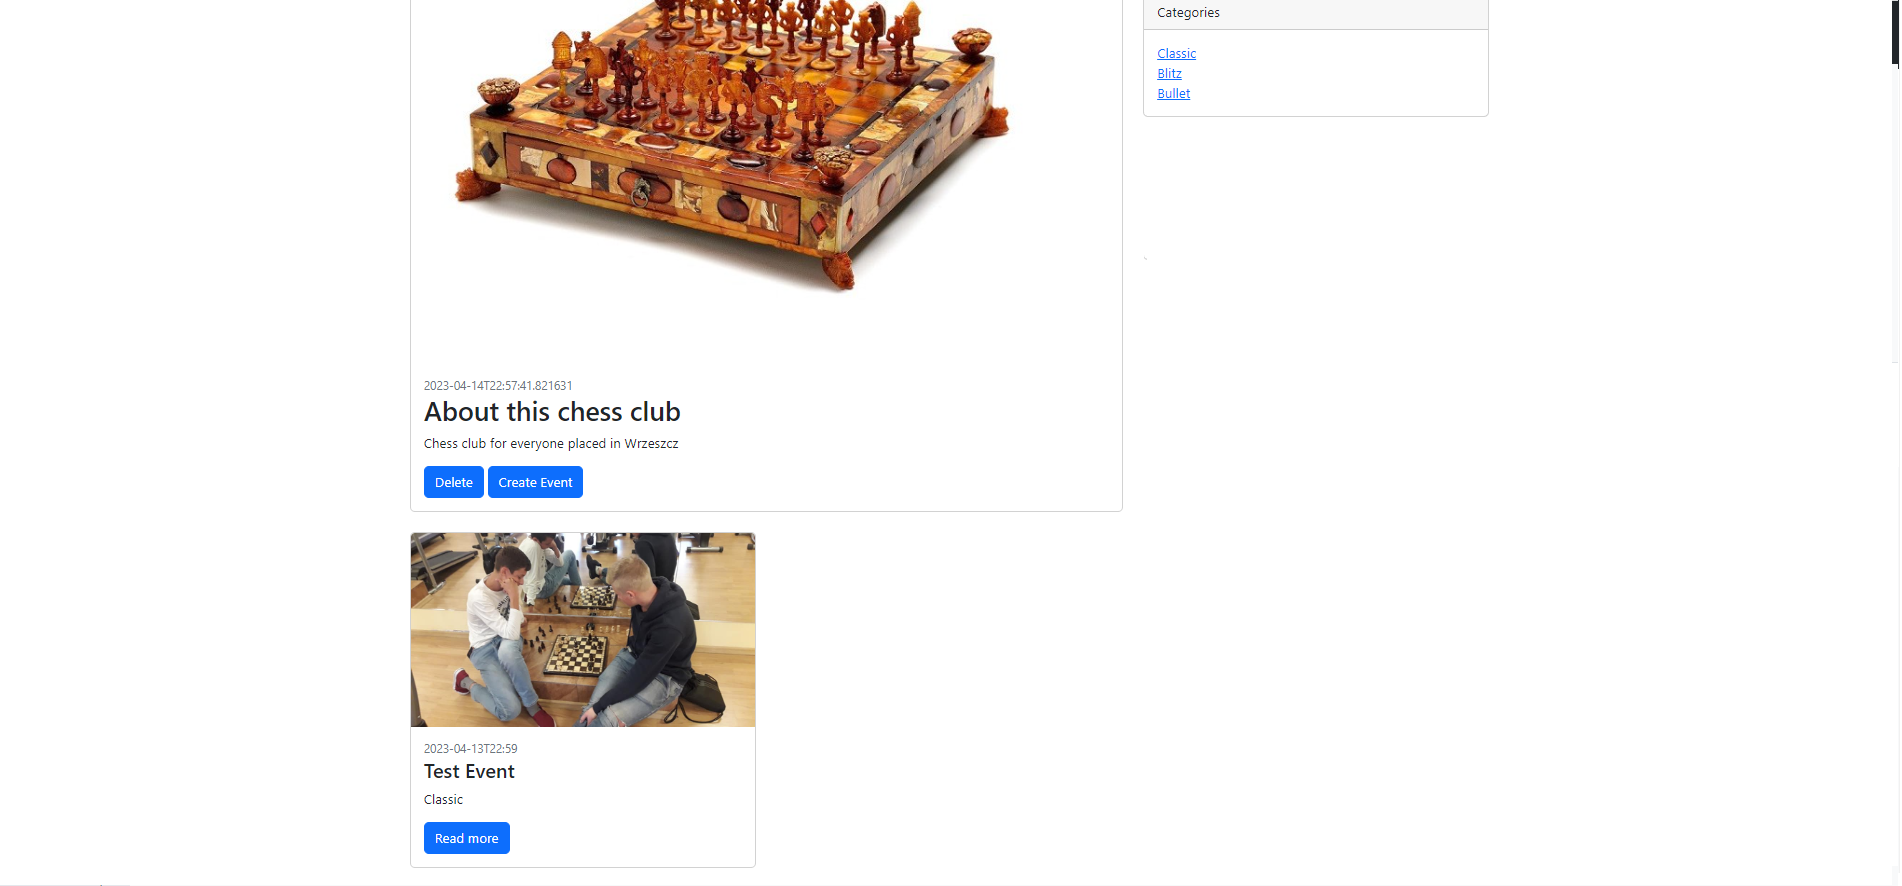 Categories
Classic
Blitz
Bullet
2023-04-14T22:57:41.821631
About this chess club
Chess club for everyone placed in Wrzeszcz
Delete
Create Event
2023-04-13T22:59
Test Event
Classic
Read more